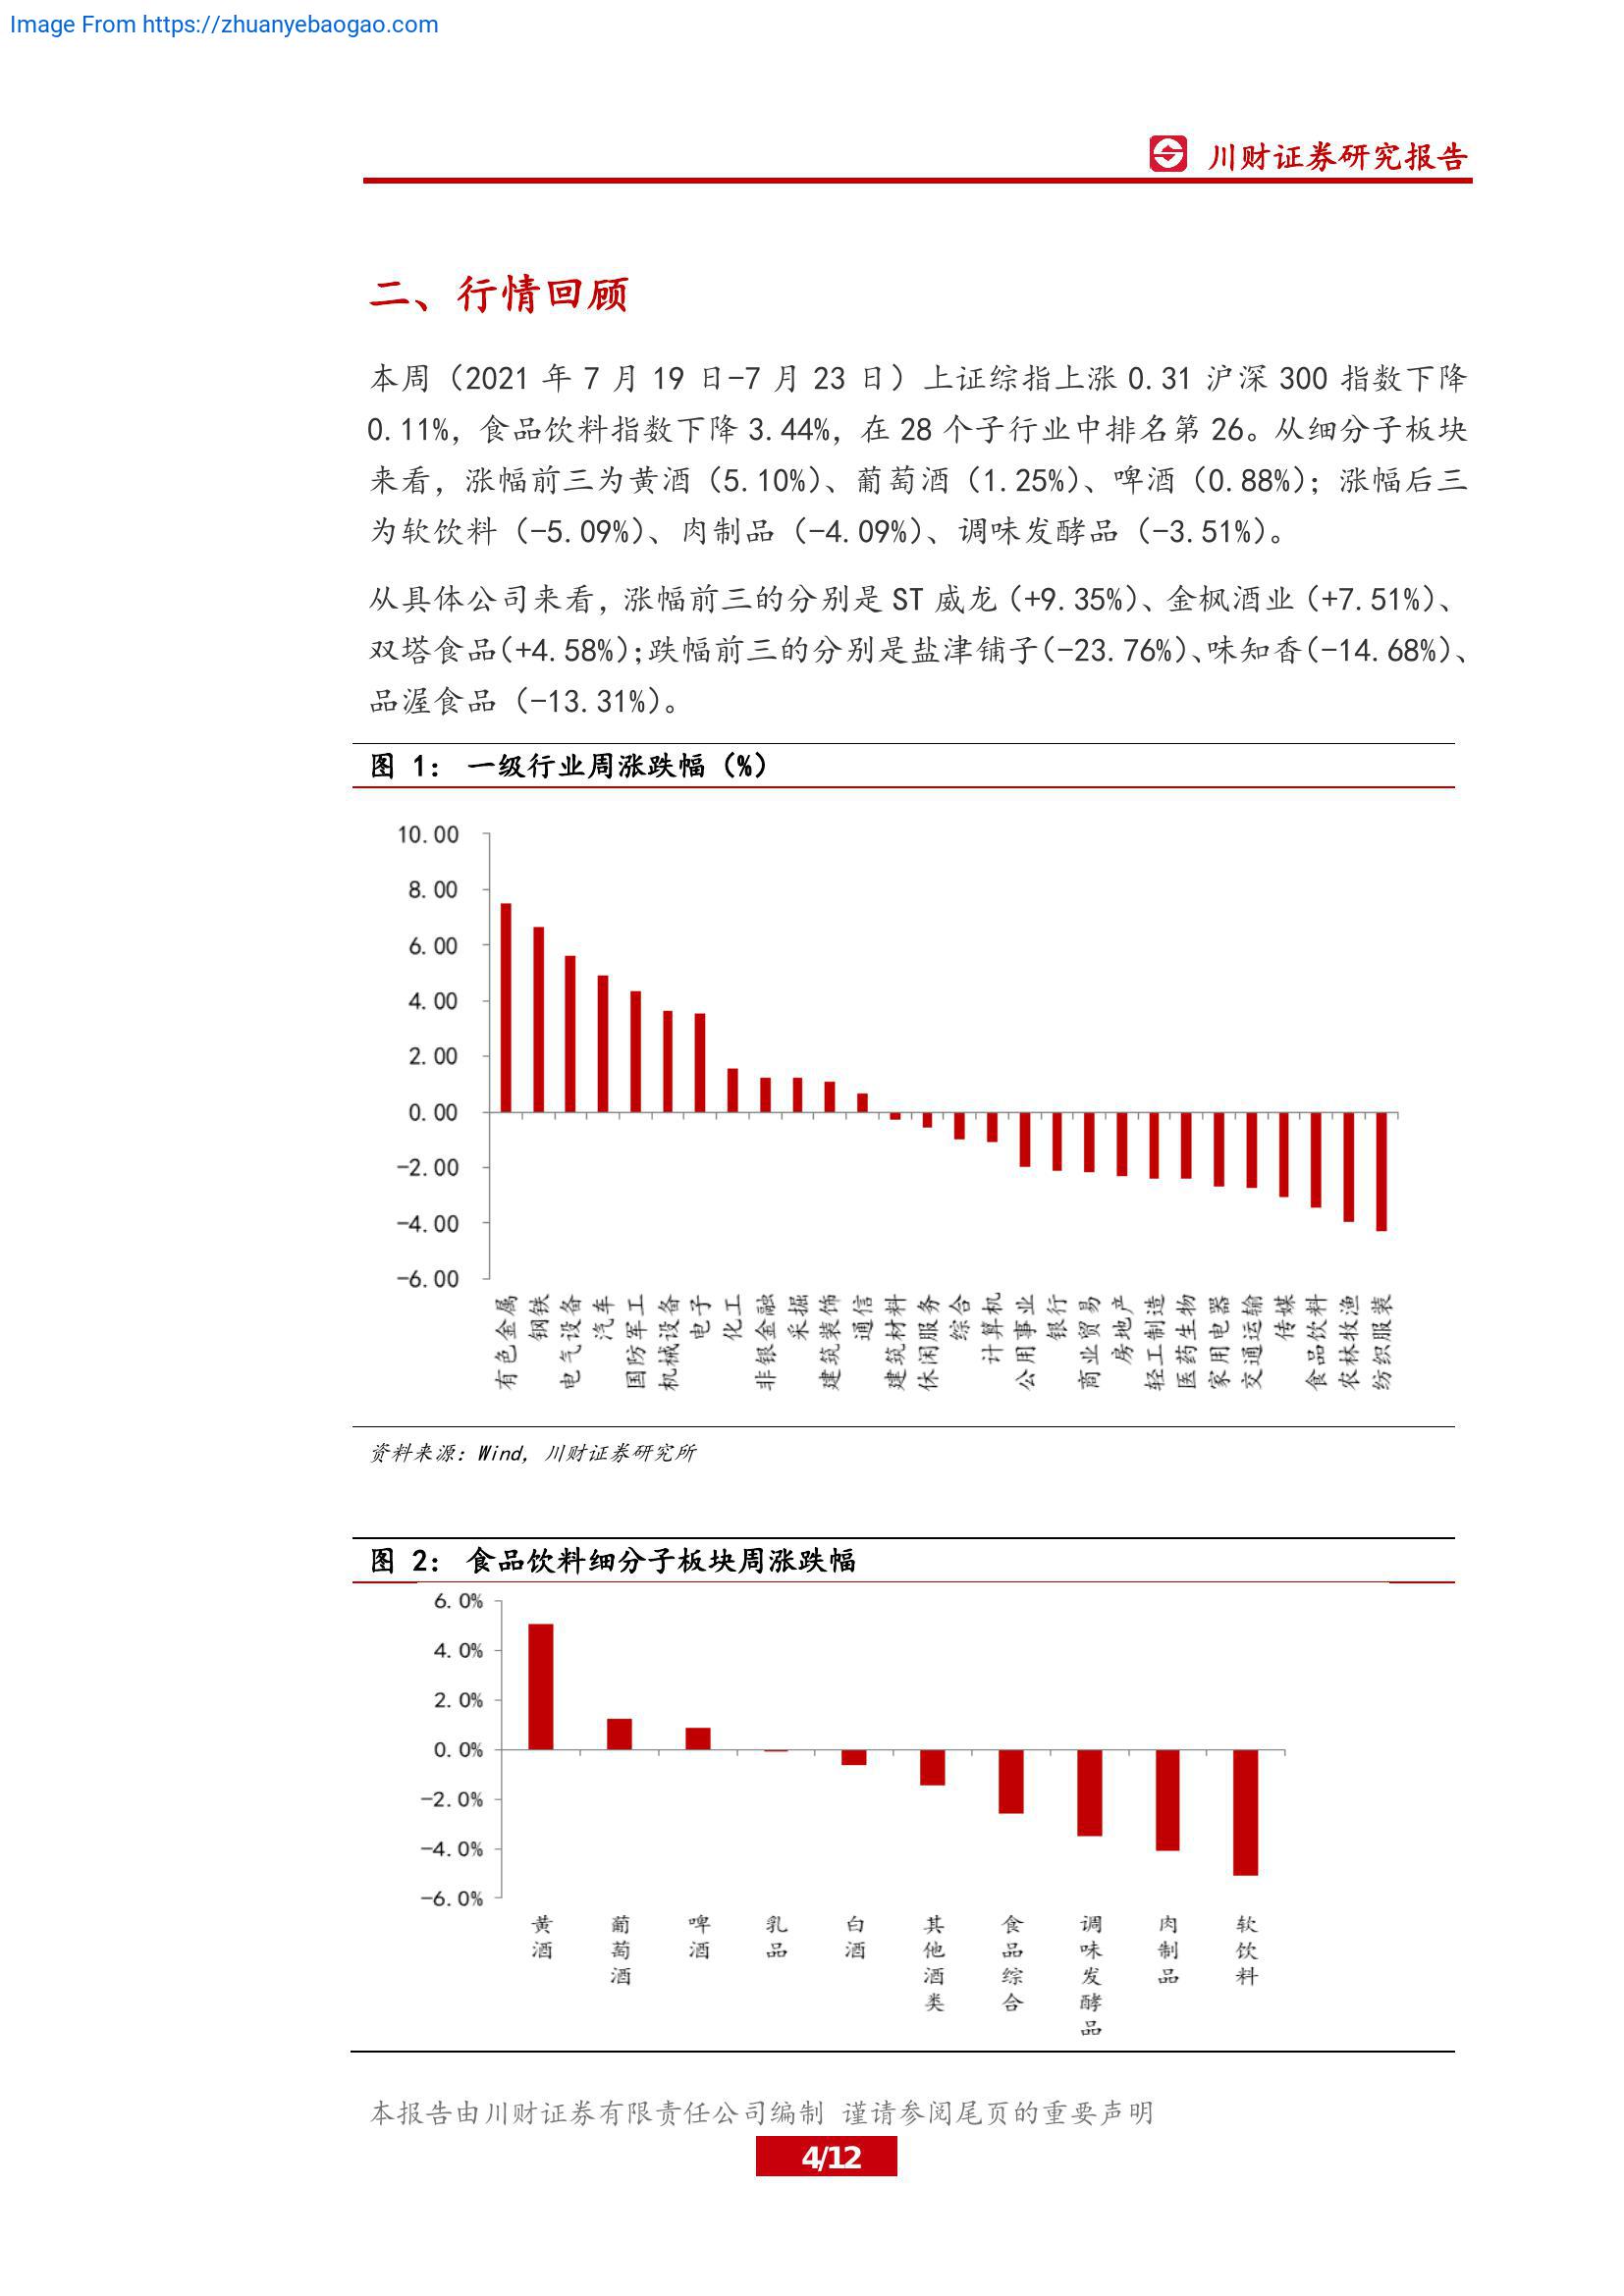 Image From https://zhuanyebaogao.com
川财证券研究报告
二、行情回顾
本周（2021 年 7 月 19 日-7 月 23 日）上证综指上涨 0.31 沪深 300 指数下降
0.11%，食品饮料指数下降 3.44%，在 28 个子行业中排名第 26。从细分子板块
来看，涨幅前三为黄酒（5.10%）、葡萄酒（1.25%）、啤酒（0.88%）；涨幅后三
为软饮料（-5.09%）、肉制品（-4.09%）、调味发酵品（-3.51%）。
从具体公司来看，涨幅前三的分别是 ST 威龙（+9.35%）、金枫酒业（+7.51%）、
双塔食品（+4.58%）；跌幅前三的分别是盐津铺子（-23.76%）、味知香（-14.68%）、
品渥食品（-13.31%）。
图 1： 一级行业周涨跌幅（%）
10.00
8.00
6.00
4.00
2.00
0.00
-2.00
-4.00
-6.00
有色金属
钢铁
电气设备
汽车
国防军工
机械设备
电子
化工
非银金融
采掘
建筑装饰
通信
建筑材料
休闲服务
综合
计算机
公用事业
银行
商业贸易
房地产
轻工制造
医药生物
家用电器
交通运输
传媒
食品饮料
农林牧渔
纺织服装
资料来源：Wind, 川财证券研究所
图 2： 食品饮料细分子板块周涨跌幅
6.0%
4.0%
2.0%
0.0%
-2.0%
-4.0%
-6.0%
黄酒
葡萄酒
啤酒
乳品
白酒
其他酒类
食品综合
调味发酵品
肉制品
软饮料
本报告由川财证券有限责任公司编制 谨请参阅尾页的重要声明
4/12